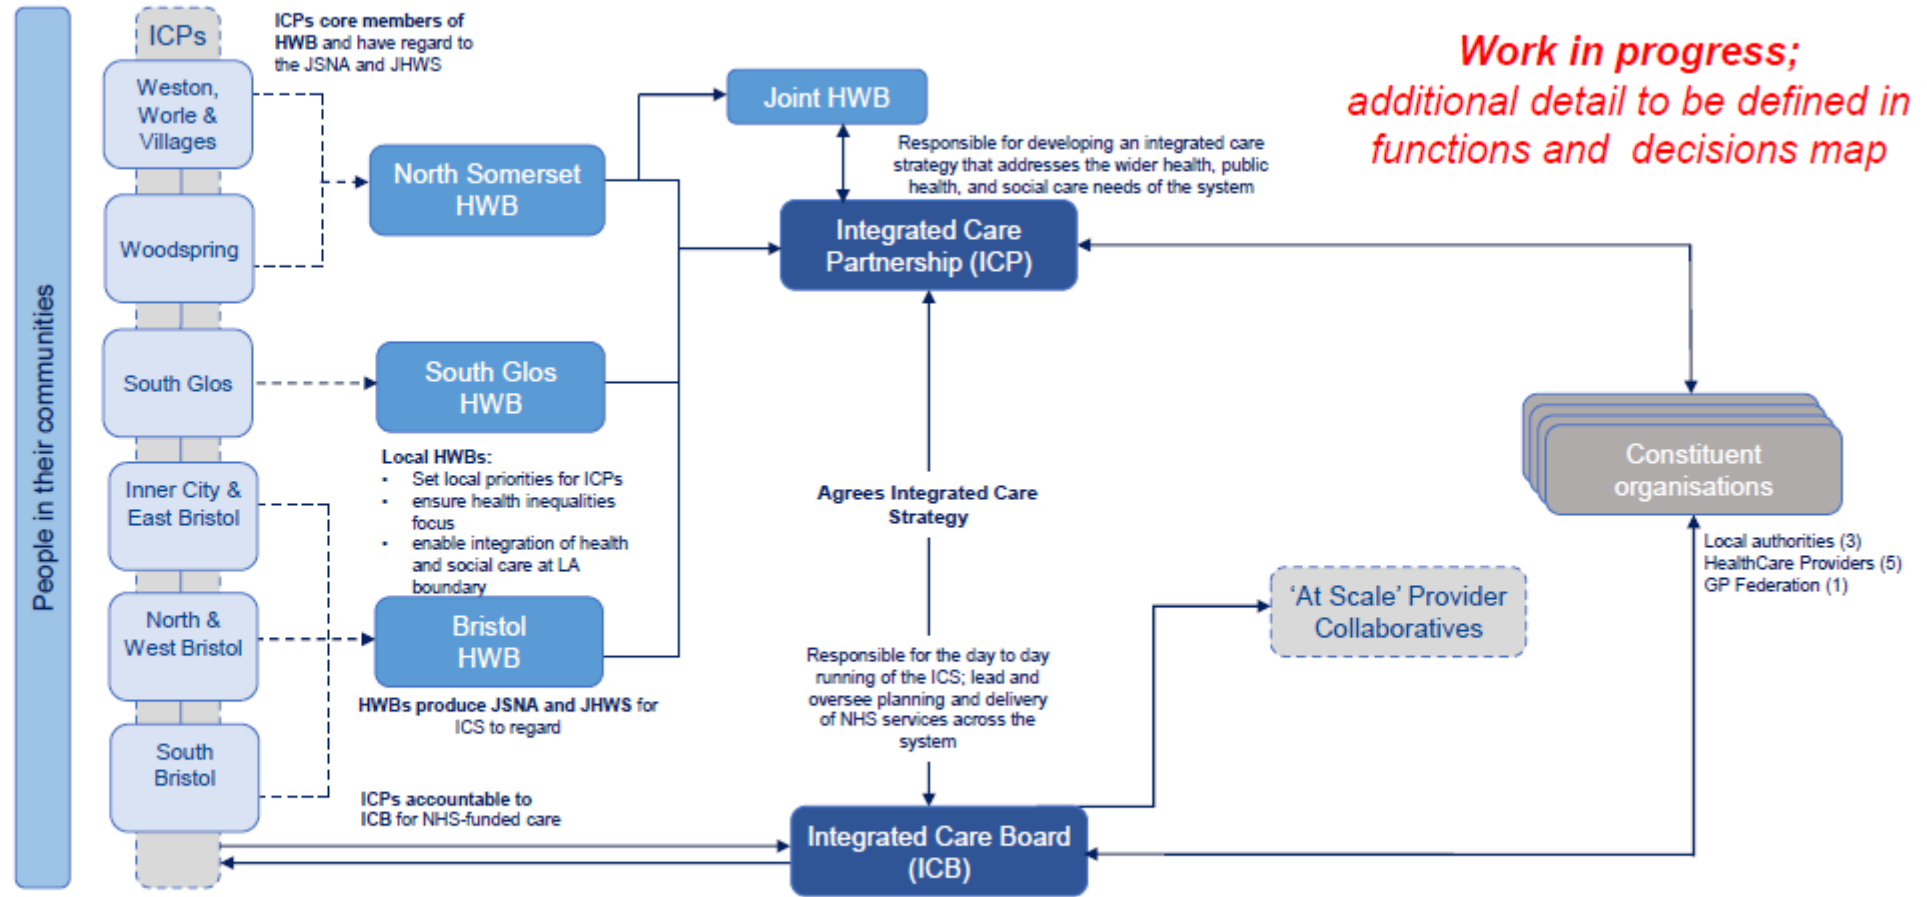 People in their communities
ICPs
Weston,
Worle &
Villages
Woodspring
South Glos
Inner City &
East Bristol
North &
West Bristol
South
Bristol
ICPs core members of
HWB and have regard to
the JSNA and JHWS
North Somerset
HWB
South Glos
HWB
Local HWBs:
• Set local priorities for ICPs
• ensure health inequalities
focus
• enable integration of health
and social care at LA
boundary
Bristol
HWB
HWBs produce JSNA and JHWS for
ICS to regard
ICPs accountable to
ICB for NHS-funded care
Joint HWB
Responsible for developing an integrated care
strategy that addresses the wider health, public
health, and social care needs of the system
Integrated Care
Partnership (ICP)
Agrees Integrated Care
Strategy
Responsible for the day to day
running of the ICS; lead and
oversee planning and delivery
of NHS services across the
system
Integrated Care Board
(ICB)
'At Scale' Provider
Collaboratives
Work in progress;
additional detail to be defined in
functions and decisions map
Constituent
organisations
Local authorities (3)
HealthCare Providers (5)
GP Federation (1)